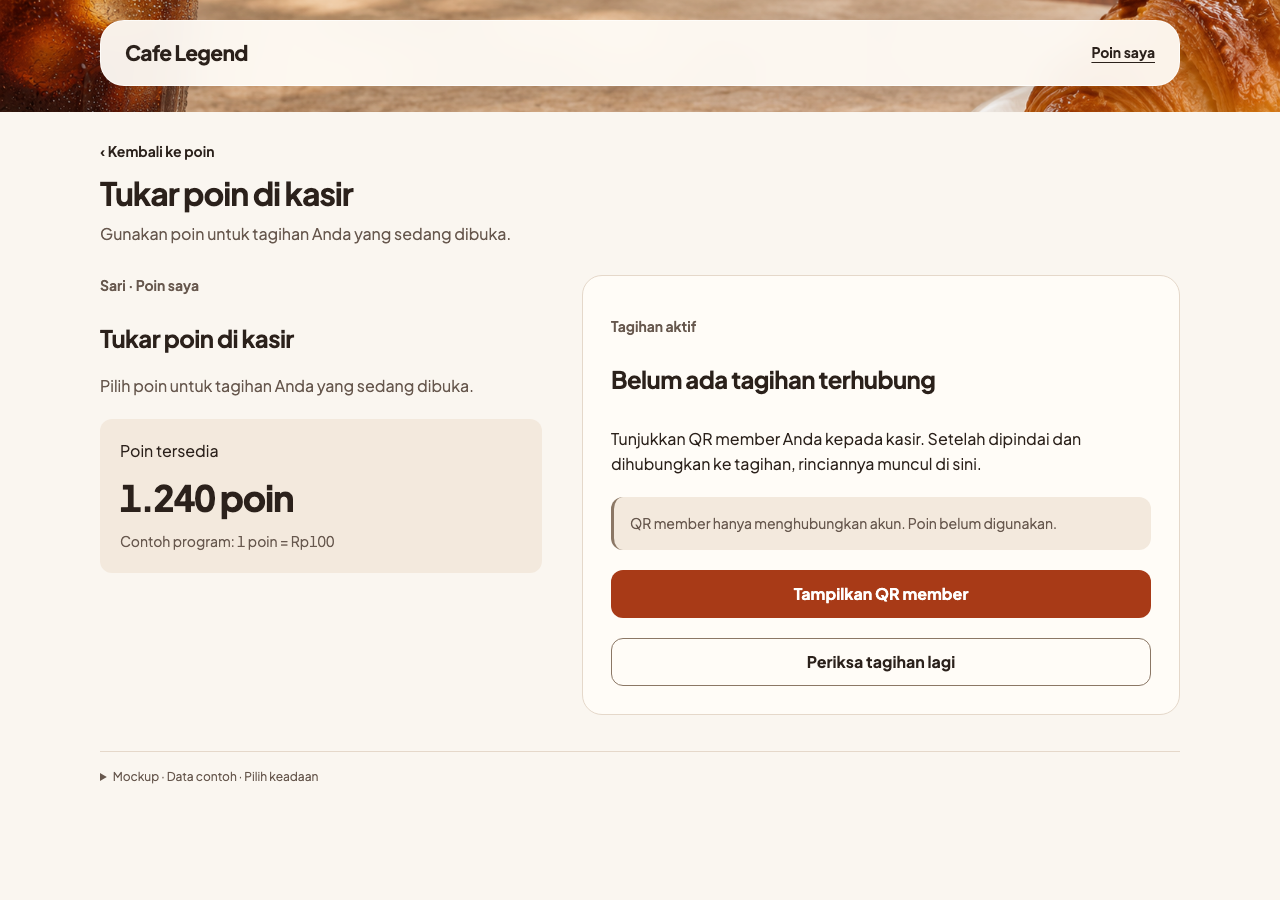 Cafe Legend
Poin saya
‹ Kembali ke poin
Tukar poin di kasir
Gunakan poin untuk tagihan Anda yang sedang dibuka.
Sari · Poin saya
Tukar poin di kasir
Pilih poin untuk tagihan Anda yang sedang dibuka.
Poin tersedia
1.240 poin
Contoh program: 1 poin = Rp100
Tagihan aktif
Belum ada tagihan terhubung
Tunjukkan QR member Anda kepada kasir. Setelah dipindai dan
dihubungkan ke tagihan, rinciannya muncul di sini.
QR member hanya menghubungkan akun. Poin belum digunakan.
Tampilkan QR member
Periksa tagihan lagi
Mockup · Data contoh · Pilih keadaan